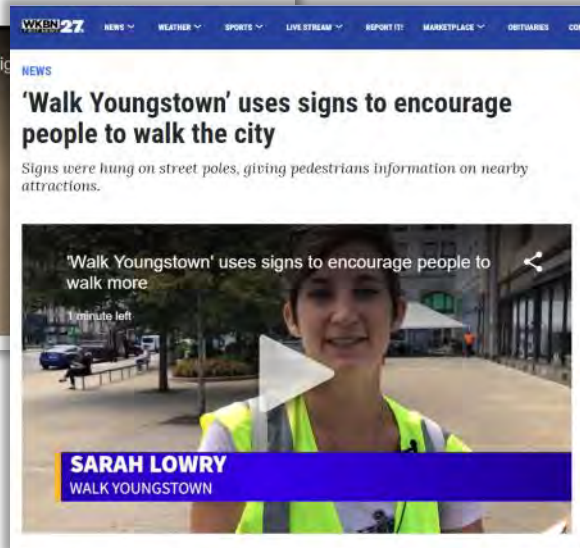 WKBN 27
NEWS WEATHER SPORTS LIVE STREAM REPORT IT! MARKETPLACE OBITUARIES
NEWS
‘Walk Youngstown’ uses signs to encourage
people to walk the city
Signs were hung on street poles, giving pedestrians information on nearby
attractions.
'Walk Youngstown' uses signs to encourage people to
walk more
1 minute left
SARAH LOWRY
WALK YOUNGSTOWN